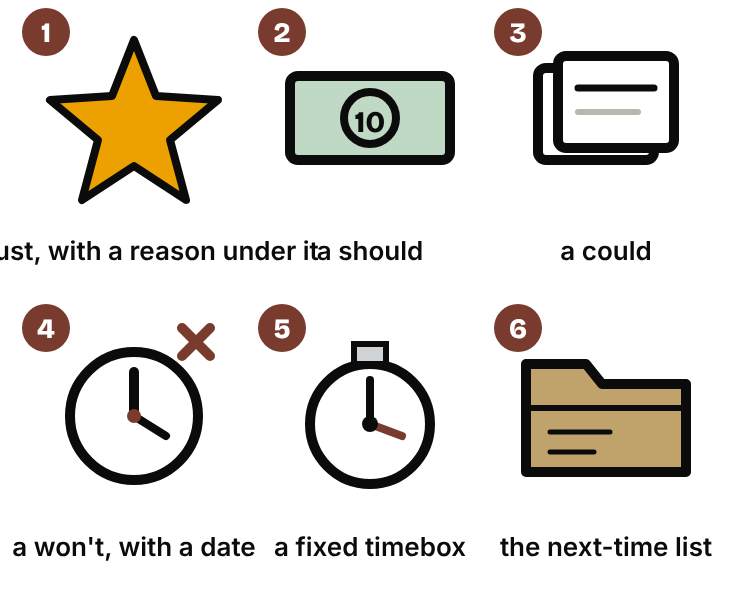 1
2
3
10
ust, with a reason under it
a should
a could
4
5
6
a won't, with a date
a fixed timebox
the next-time list